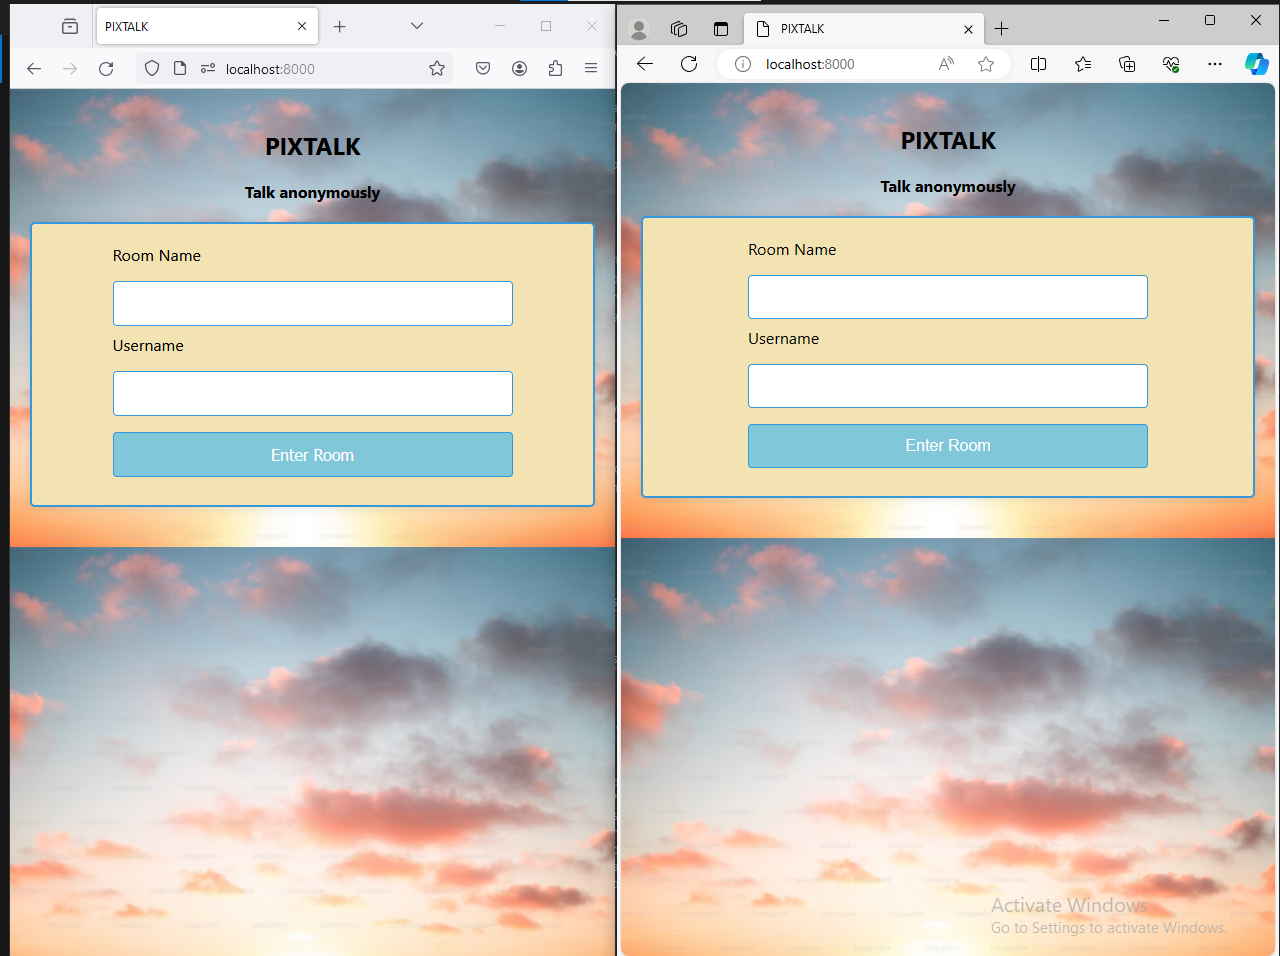 PIXTALK
localhost:8000
PIXTALK
Talk anonymously
Room Name
Username
Enter Room
PIXTALK
localhost:8000
PIXTALK
Talk anonymously
Room Name
Username
Enter Room
Activate Windows
Go to Settings to activate Windows.